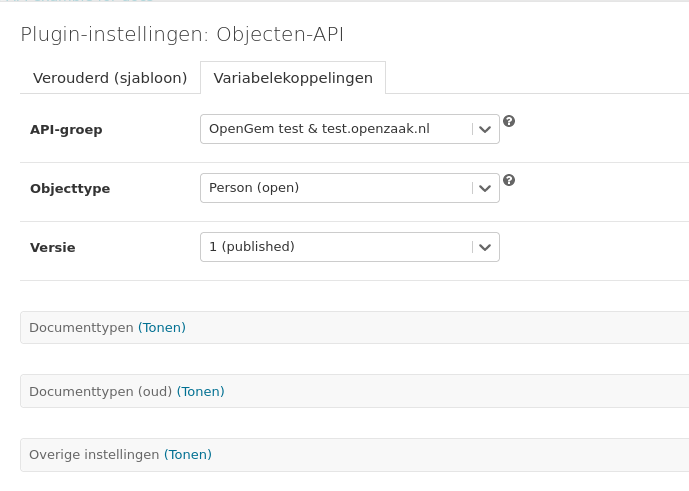 Plugin-instellingen: Objecten-API
Verouderd (sjabloon) Variabelekoppelingen
API-groep OpenGem test & test.openzaak.nl
Objecttype Person (open)
Versie 1 (published)
Documenttypen (Tonen)
Documenttypen (oud) (Tonen)
Overige instellingen (Tonen)